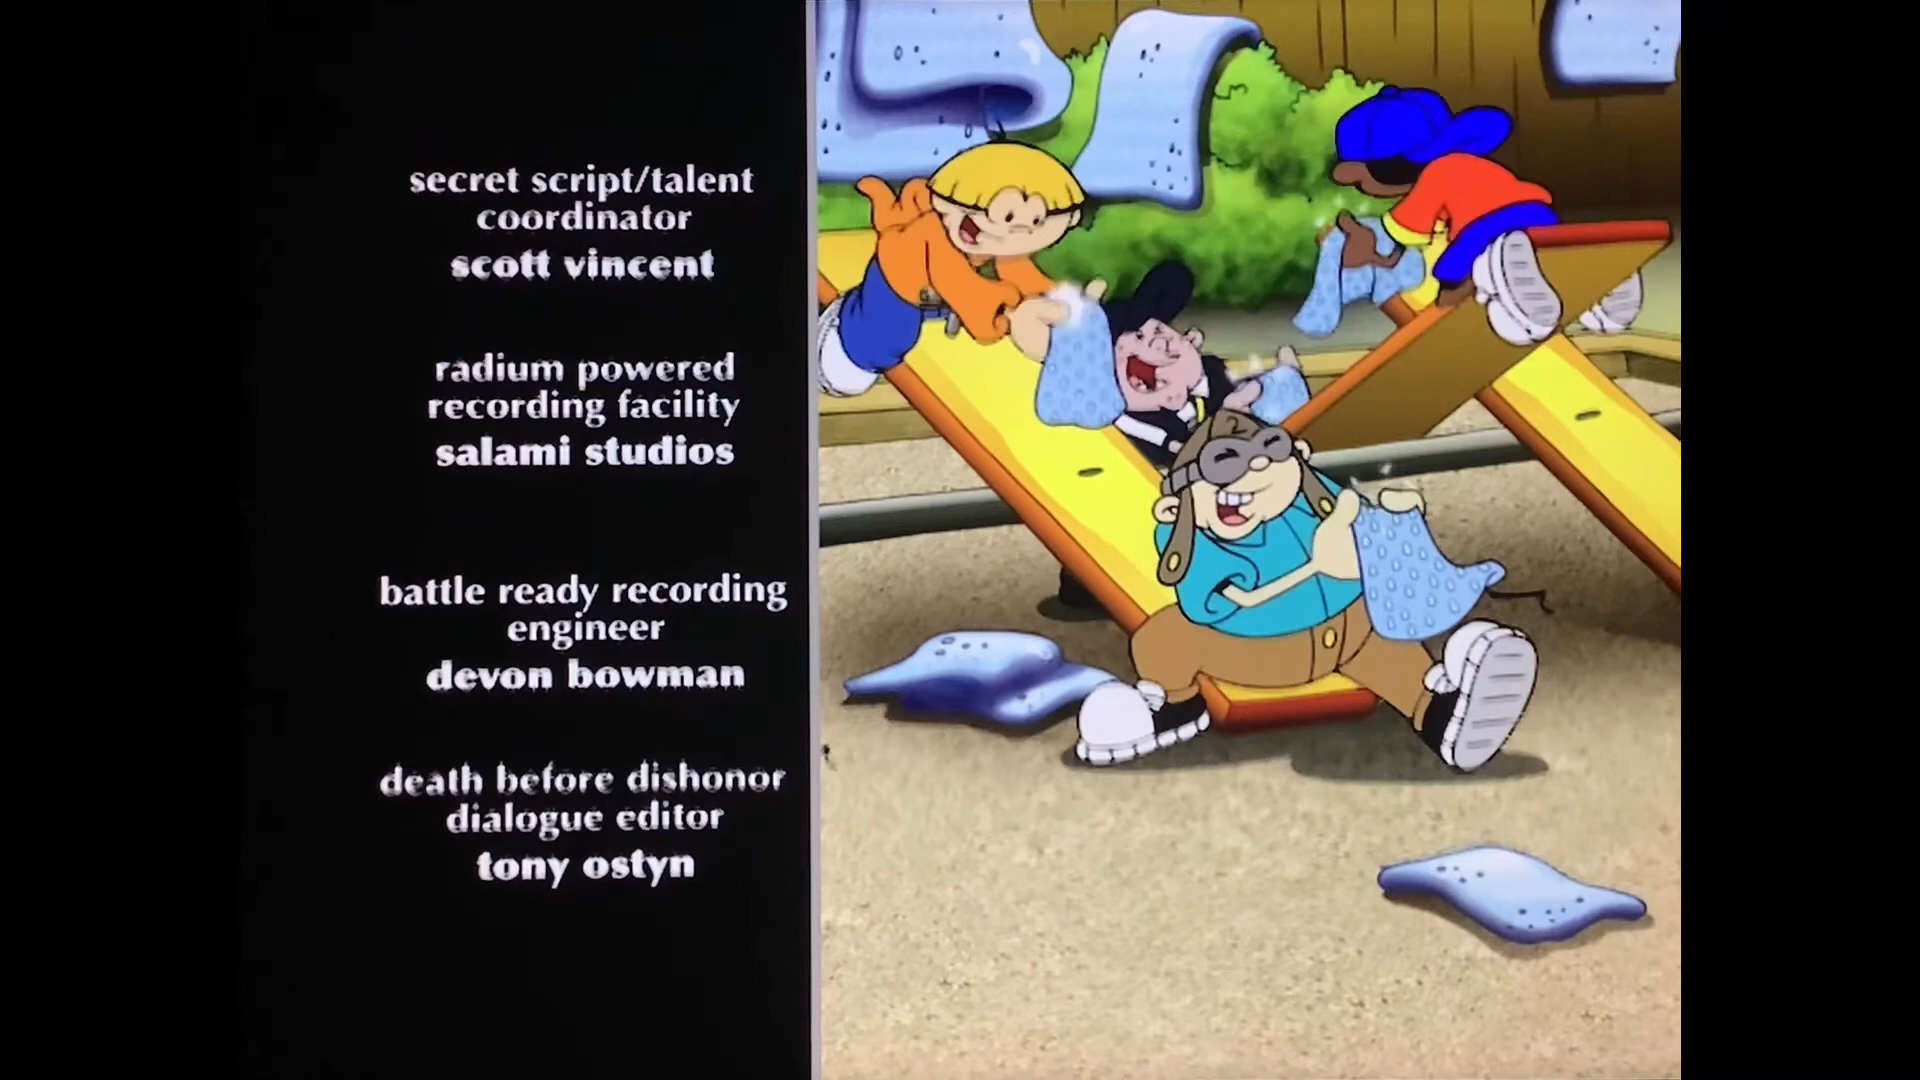 secret script/talent
coordinator
scott vincent
radium powered
recording facility
salami studios
battle ready recording
engineer
devon bowman
death before dishonor
dialogue editor
tony ostyn
2